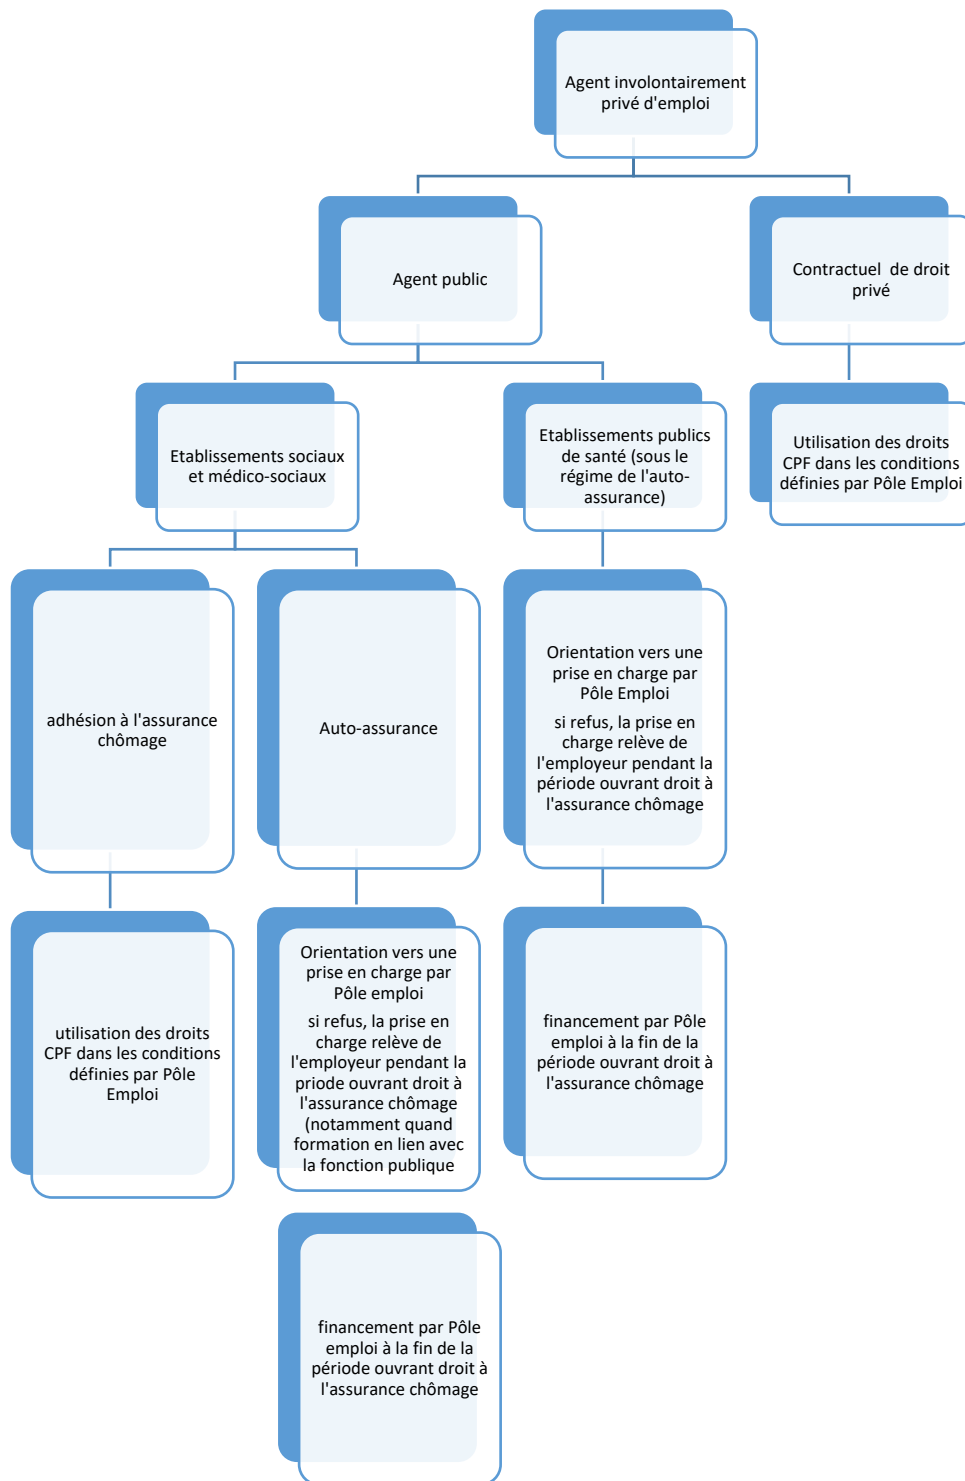 Agent involontairement
privé d'emploi
Agent public
Contractuel de droit
privé
Etablissements sociaux
et médico-sociaux
Etablissements publics
de santé (sous le
régime de l'auto-
assurance)
Utilisation des droits
CPF dans les conditions
définies par Pôle Emploi
adhésion à l'assurance
chômage
Auto-assurance
Orientation vers une
prise en charge par
Pôle Emploi
si refus, la prise en
charge relève de
l'employeur pendant la
période ouvrant droit à
l'assurance chômage
utilisation des droits
CPF dans les conditions
définies par Pôle
Emploi
Orientation vers une
prise en charge par
Pôle emploi
si refus, la prise en
charge relève de
l'employeur pendant la
priode ouvrant droit à
l'assurance chômage
(notamment quand
formation en lien avec
la fonction publique
financement par Pôle
emploi à la fin de la
période ouvrant droit à
l'assurance chômage
financement par Pôle
emploi à la fin de la
période ouvrant droit à
l'assurance chômage